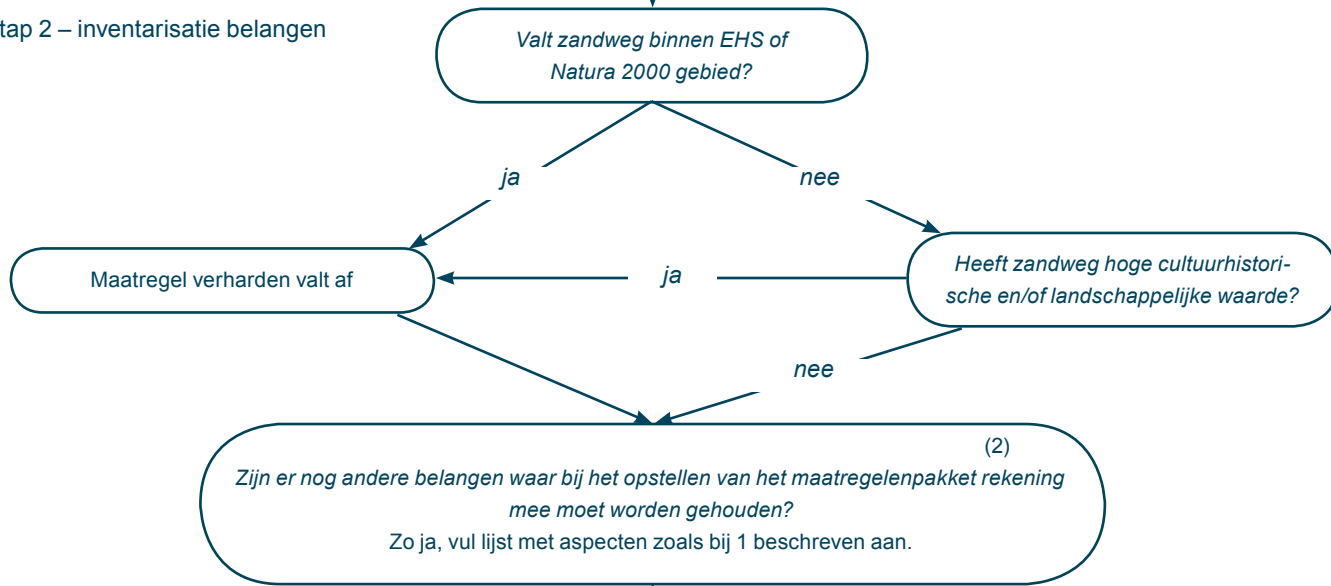 tap 2 – inventarisatie belangen
Valt zandweg binnen EHS of
Natura 2000 gebied?
ja
nee
Maatregel verharden valt af
ja
Heeft zandweg hoge cultuurhistori-
sche en/of landschappelijke waarde?
nee
(2)
Zijn er nog andere belangen waar bij het opstellen van het maatregelenpakket rekening
mee moet worden gehouden?
Zo ja, vul lijst met aspecten zoals bij 1 beschreven aan.